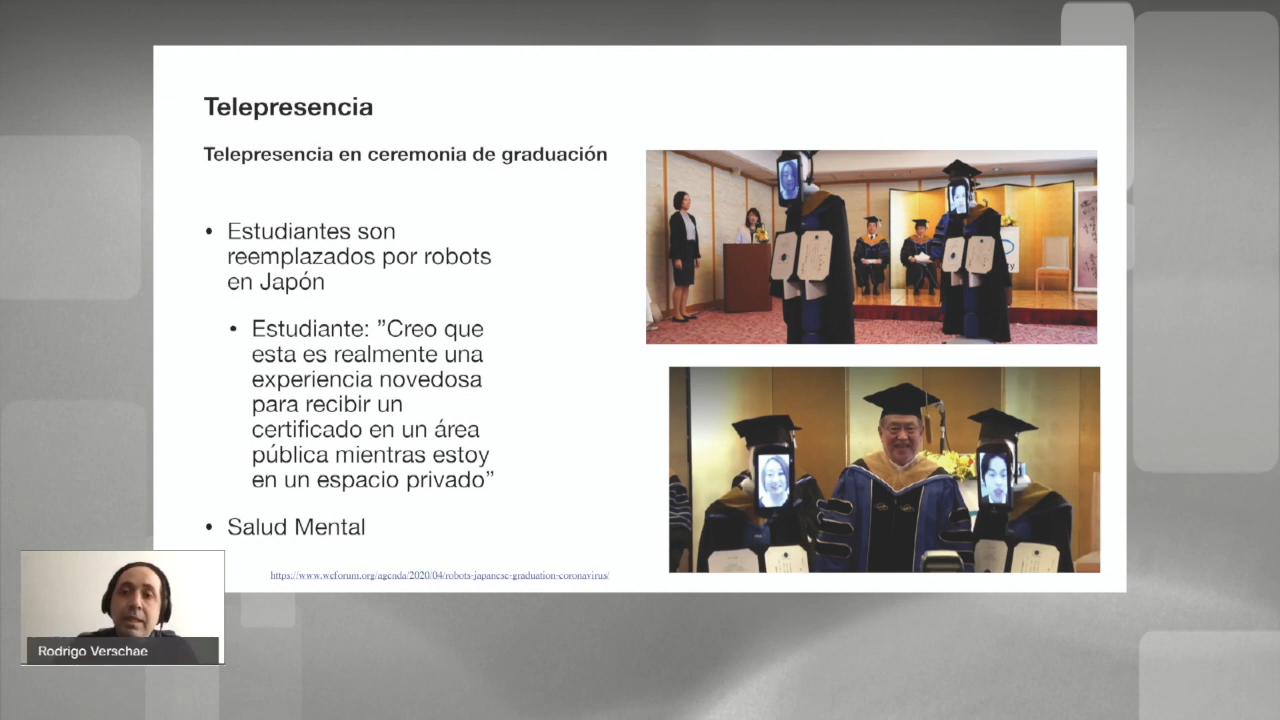 Telepresencia
Telepresencia en ceremonia de graduación
• Estudiantes son
reemplazados por robots
en Japón
• Estudiante: ”Creo que
esta es realmente una
experiencia novedosa
para recibir un
certificado en un área
pública mientras estoy
en un espacio privado”
• Salud Mental
https://www.weforum.org/agenda/2020/04/robots-japanese-graduation-coronavirus/
Rodrigo Verschae